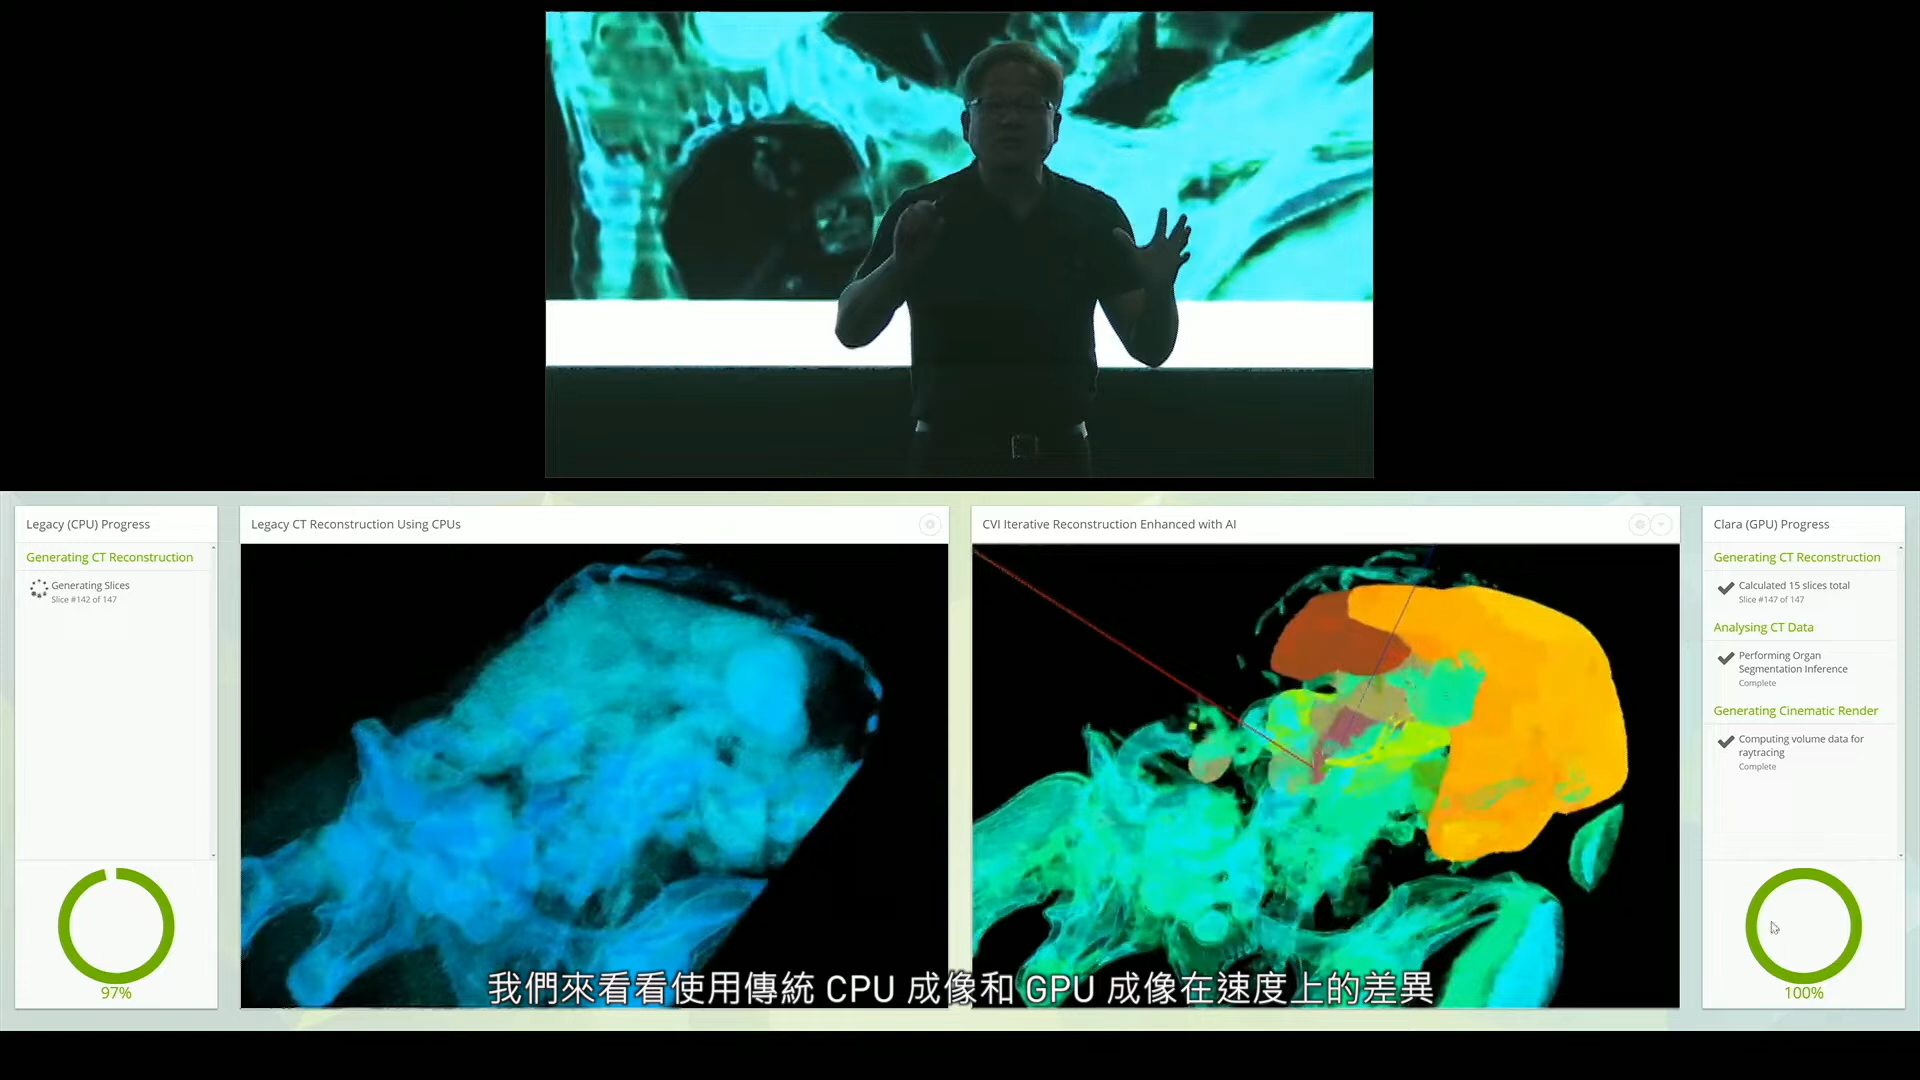 Legacy (CPU) Progress
Generating CT Reconstruction
Generating Slices
Slice #142 of 147
97%
Legacy CT Reconstruction Using CPUs
CVI Iterative Reconstruction Enhanced with AI
Clara (GPU) Progress
Generating CT Reconstruction
Calculated 15 slices total
Slice #147 of 147
Analysing CT Data
Performing Organ
Segmentation Inference
Complete
Generating Cinematic Render
Computing volume data for
raytracing
Complete
100%
我們來看看使用傳統 CPU 成像和 GPU 成像在速度上的差異